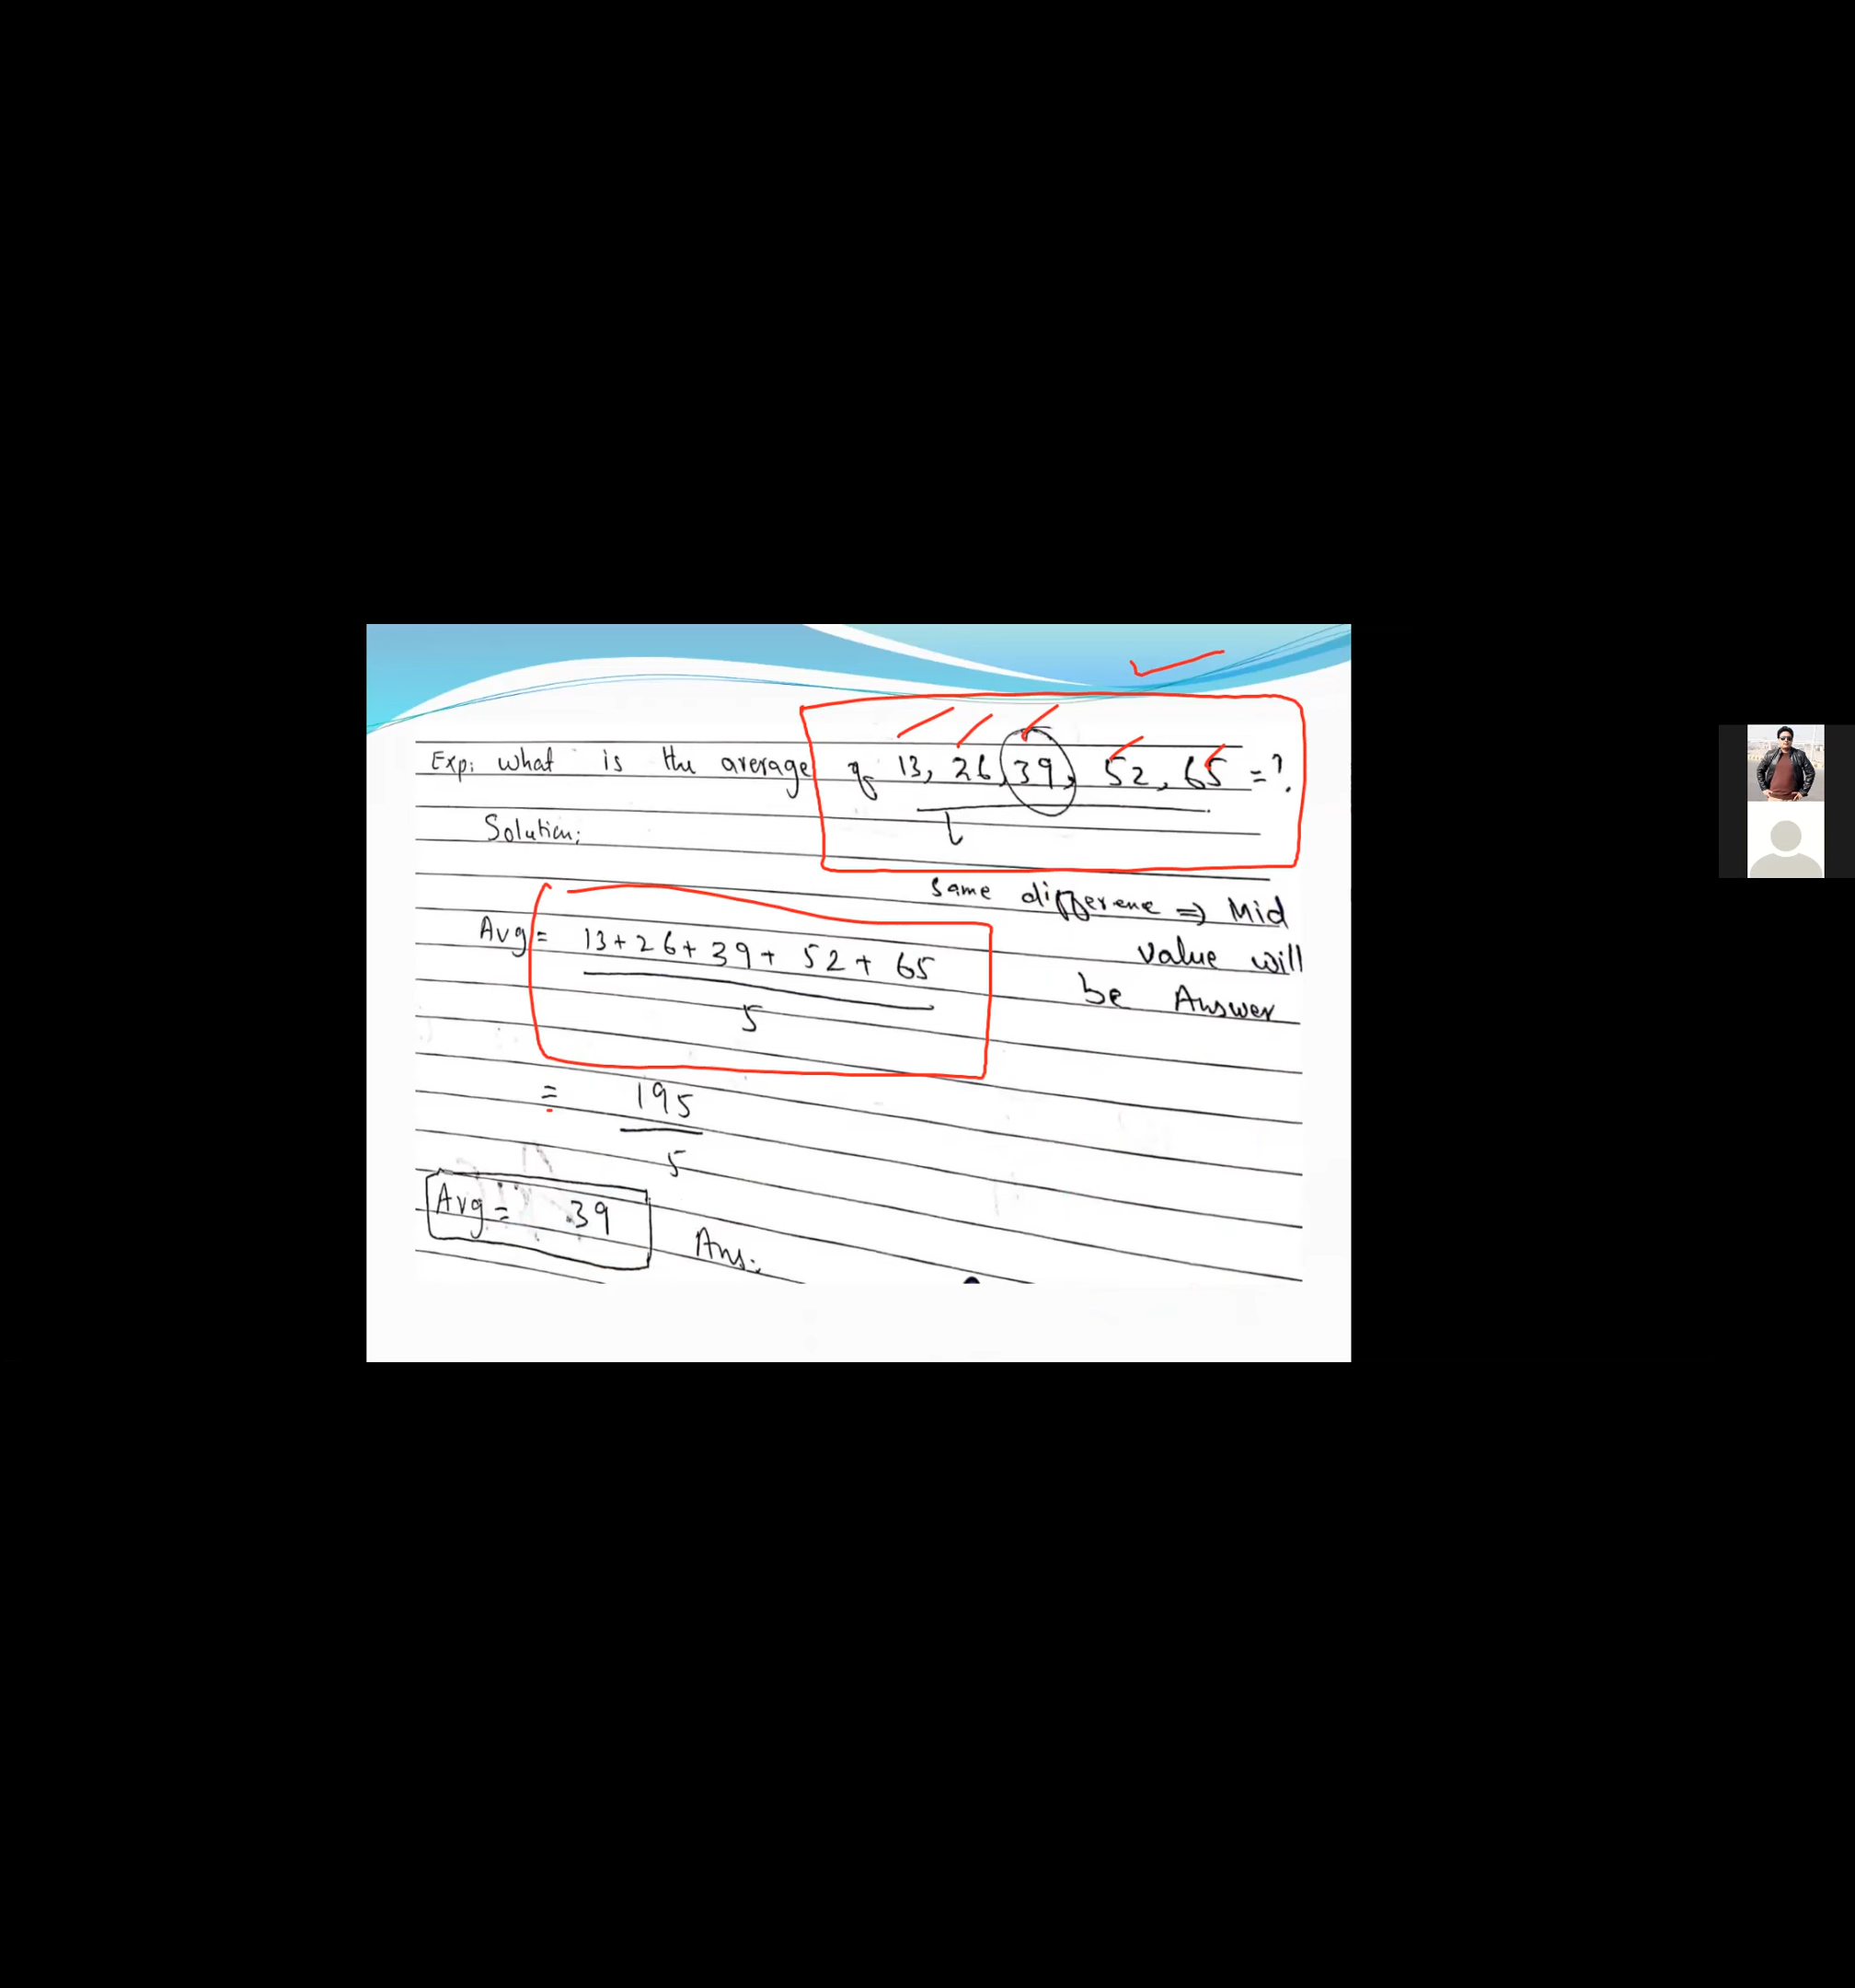 Exp: what is the average of 13, 26, 39, 52, 65 = ?
Solution:
same difference => Mid
value will
be Answer
Avg = 13+26+39+ 52+ 65
5
= 195
5
Avg = 39
Ans: